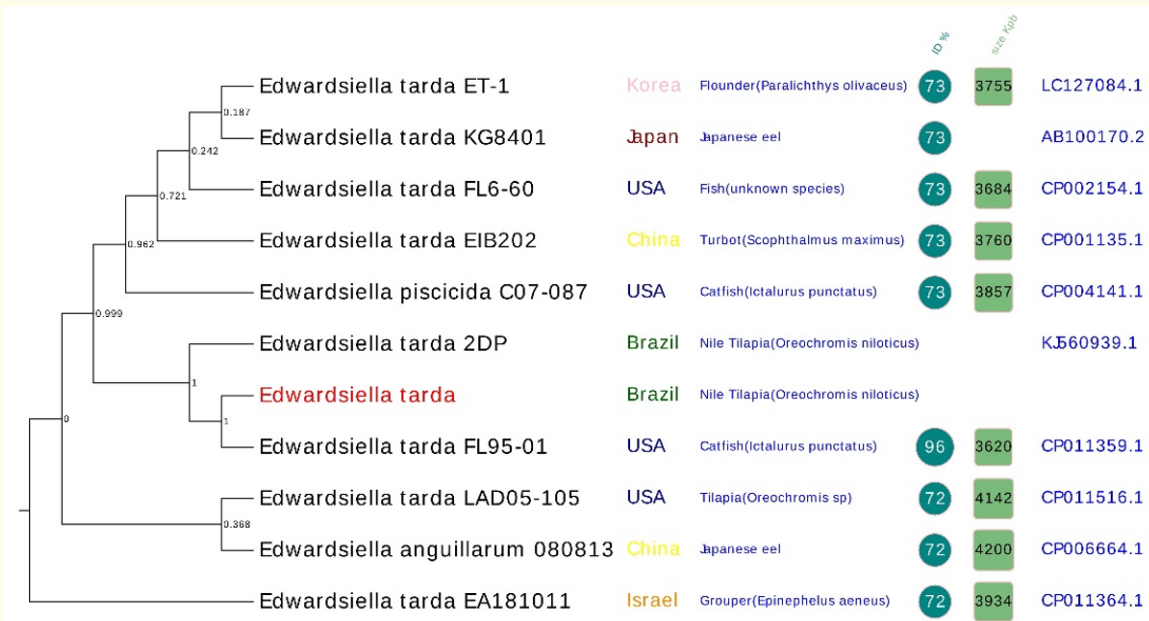 ID % size Kpb
Edwardsiella tarda ET-1 Korea Flounder(Paralichthys olivaceus) 73 3755 LC127084.1
0.187
Edwardsiella tarda KG8401 Japan Japanese eel 73 AB100170.2
0.242
Edwardsiella tarda FL6-60 USA Fish(unknown species) 73 3684 CP002154.1
0.721
Edwardsiella tarda EIB202 China Turbot(Scophthalmus maximus) 73 3760 CP001135.1
0.962
Edwardsiella piscicida C07-087 USA Catfish(Ictalurus punctatus) 73 3857 CP004141.1
0.999
Edwardsiella tarda 2DP Brazil Nile Tilapia(Oreochromis niloticus) KJ560939.1
1
Edwardsiella tarda Brazil Nile Tilapia(Oreochromis niloticus)
0 1
Edwardsiella tarda FL95-01 USA Catfish(Ictalurus punctatus) 96 3620 CP011359.1
Edwardsiella tarda LAD05-105 USA Tilapia(Oreochromis sp) 72 4142 CP011516.1
0.368
Edwardsiella anguillarum 080813 China Japanese eel 72 4200 CP006664.1
Edwardsiella tarda EA181011 Israel Grouper(Epinephelus aeneus) 72 3934 CP011364.1